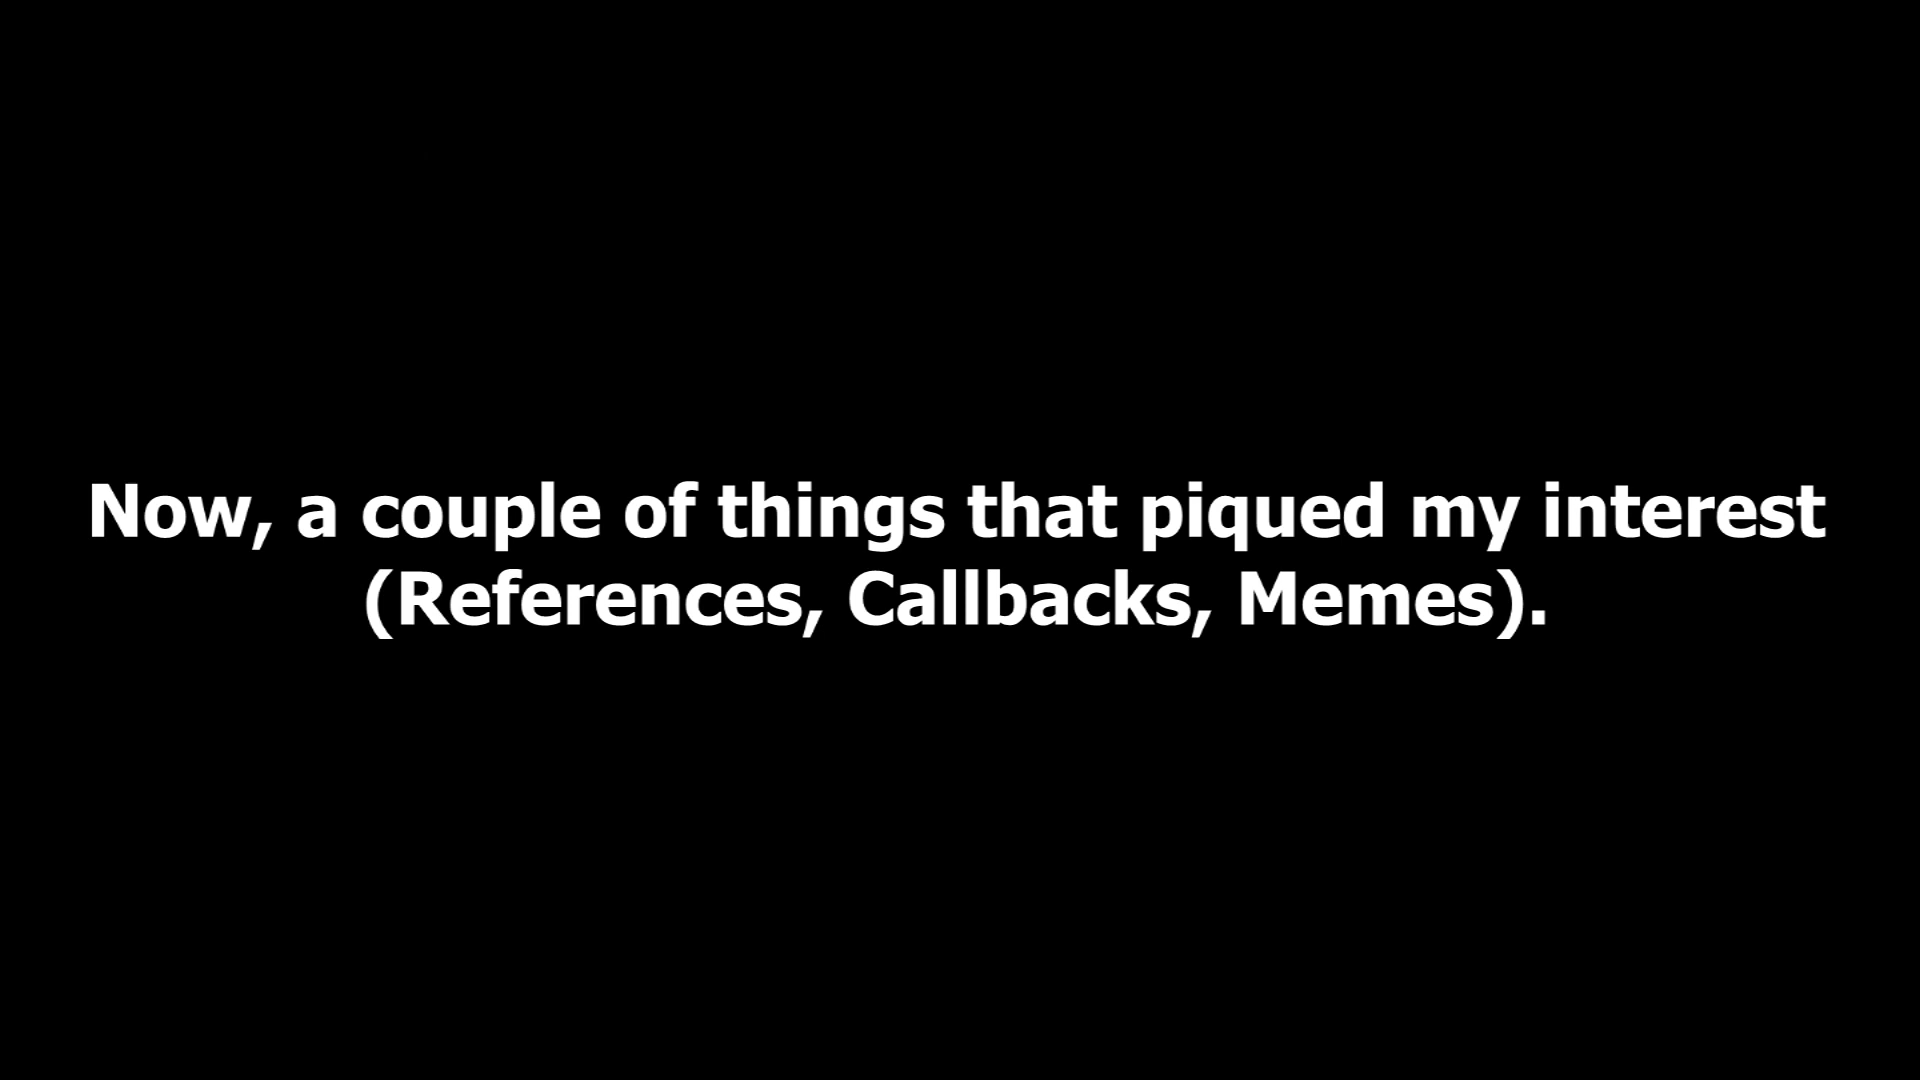 Now, a couple of things that piqued my interest
(References, Callbacks, Memes).